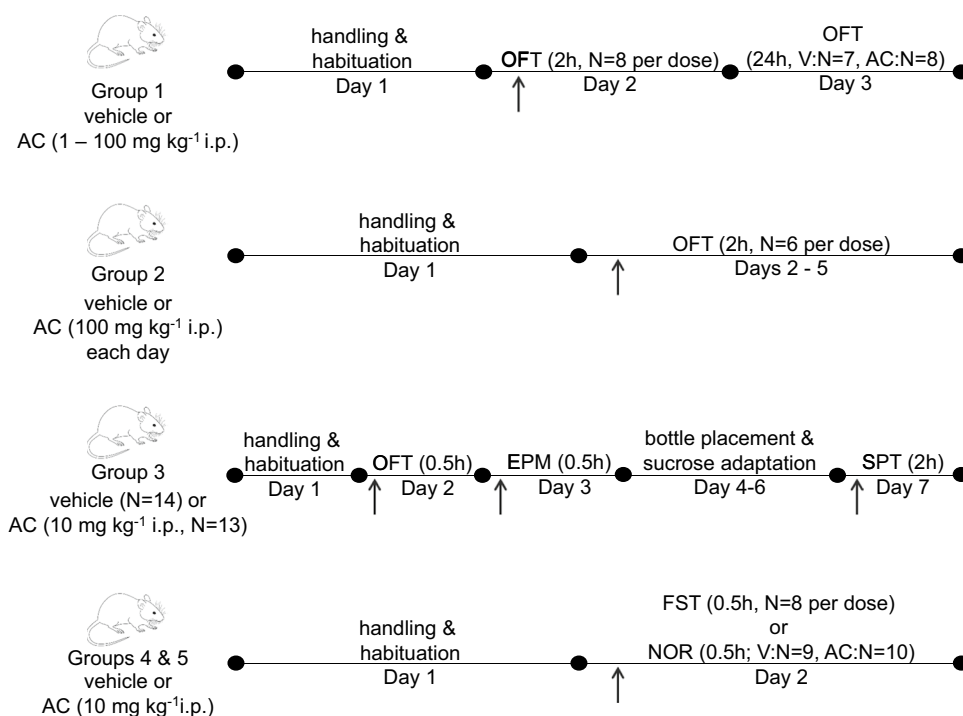 Group 1
vehicle or
AC (1 – 100 mg kg⁻¹ i.p.)
handling &
habituation
Day 1
OFT (2h, N=8 per dose)
Day 2
OFT
(24h, V:N=7, AC:N=8)
Day 3
Group 2
vehicle or
AC (100 mg kg⁻¹ i.p.)
each day
handling &
habituation
Day 1
OFT (2h, N=6 per dose)
Days 2 - 5
Group 3
vehicle (N=14) or
AC (10 mg kg⁻¹ i.p., N=13)
handling &
habituation
Day 1
OFT (0.5h)
Day 2
EPM (0.5h)
Day 3
bottle placement &
sucrose adaptation
Day 4-6
SPT (2h)
Day 7
Groups 4 & 5
vehicle or
AC (10 mg kg⁻¹i.p.)
handling &
habituation
Day 1
FST (0.5h, N=8 per dose)
or
NOR (0.5h; V:N=9, AC:N=10)
Day 2